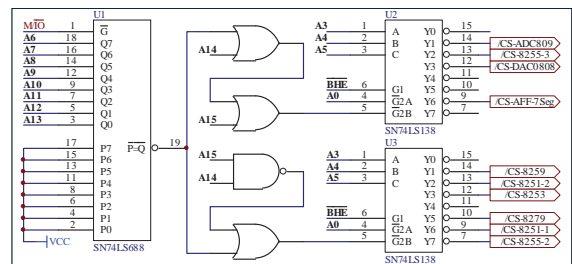 U1
M/IO 1 G
A6 18 Q7
A7 16 Q6
A8 14 Q5
A9 12 Q4
A10 9 Q3
A11 7 Q2
A12 5 Q1
A13 3 Q0
17 P7 P=Q 19
15 P6
13 P5
11 P4
8 P3
6 P2
4 P1
2 P0
VCC
SN74LS688
A14
A15
A15
A14
U2
A3 1 A Y0 15
A4 2 B Y1 14 /CS-ADC809
A5 3 C Y2 13 /CS-8255-3
Y3 12 /CS-DAC0808
Y4 11
BHE 6 G1 Y5 10
A0 4 G2A Y6 9 /CS-AFF-7Seg
5 G2B Y7 7
SN74LS138
U3
A3 1 A Y0 15
A4 2 B Y1 14 /CS-8259
A5 3 C Y2 13 /CS-8251-2
Y3 12 /CS-8253
Y4 11
BHE 6 G1 Y5 10 /CS-8279
A0 4 G2A Y6 9 /CS-8251-1
5 G2B Y7 7 /CS-8255-2
SN74LS138